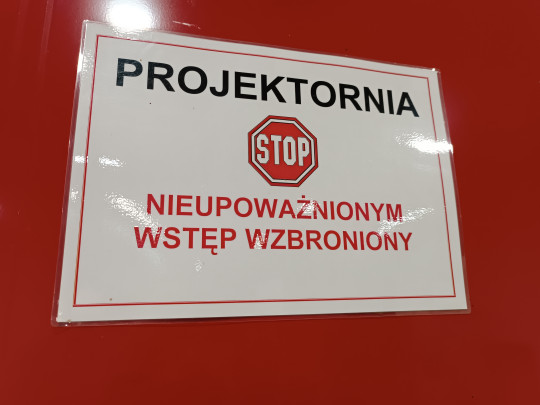 PROJEKTORNIA
STOP
NIEUPOWAŻNIONYM
WSTĘP WZBRONIONY